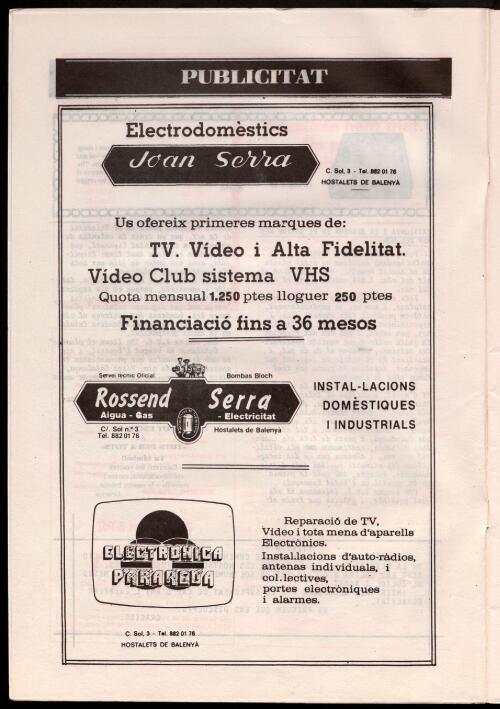 PUBLICITAT
Electrodomèstics
Joan Serra
C. Sol, 3 - Tel. 882 01 76
HOSTALETS DE BALENYÀ
Us ofereix primeres marques de:
TV. Vídeo i Alta Fidelitat.
Vídeo Club sistema VHS
Quota mensual 1.250 ptes lloguer 250 ptes
Financiació fins a 36 mesos
Servei tècnic Oficial
Bombas Bloch
Rossend Serra
Aigua - Gas - Electricitat
C/. Sol n.º 3
Tel. 882 01 76
Hostalets de Balenyà
INSTAL-LACIONS
DOMÈSTIQUES
I INDUSTRIALS
ELECTRONICA
Reparació de TV,
Vídeo i tota mena d'aparells
Electrònics.
Instal.lacions d'auto-ràdios,
antenas individuals, i
col.lectives,
portes electròniques
i alarmes.
C. Sol, 3 - Tel. 882 01 76
HOSTALETS DE BALENYÀ